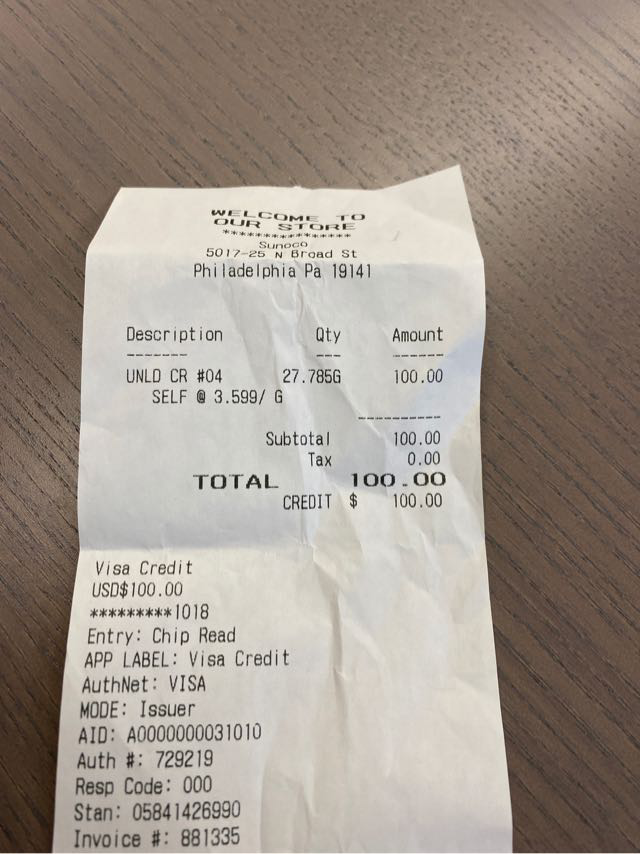 WELCOME TO
OUR STORE
****************
Sunoco
5017-25 N Broad St
Philadelphia Pa 19141
Description Qty Amount
------- --- ------
UNLD CR #04 27.785G 100.00
SELF @ 3.599/ G
----------
Subtotal 100.00
Tax 0.00
TOTAL 100.00
CREDIT $ 100.00
Visa Credit
USD$100.00
*********1018
Entry: Chip Read
APP LABEL: Visa Credit
AuthNet: VISA
MODE: Issuer
AID: A0000000031010
Auth #: 729219
Resp Code: 000
Stan: 05841426990
Invoice #: 881335